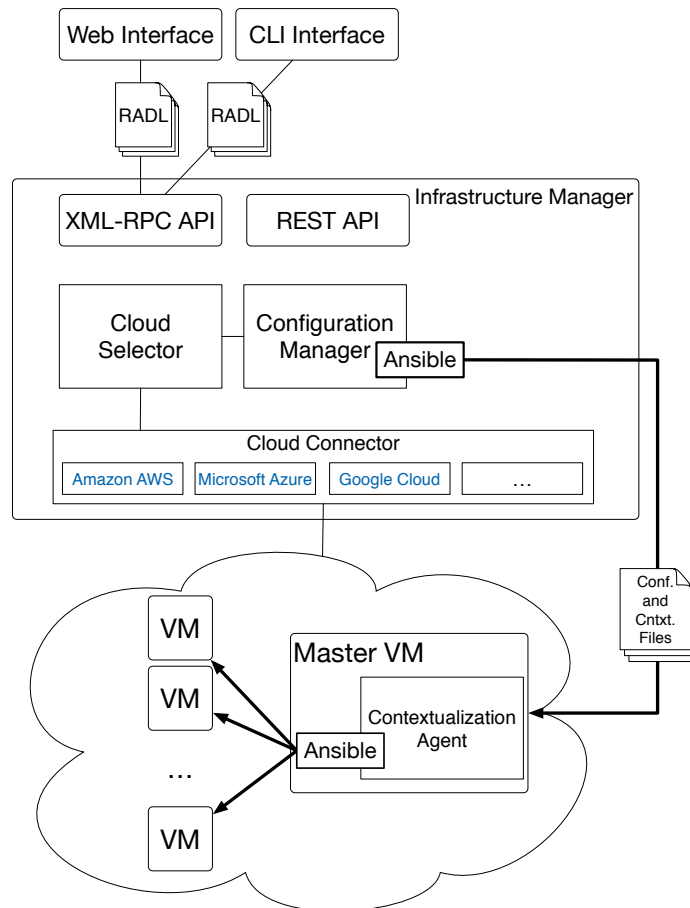 Web Interface
CLI Interface
RADL
RADL
Infrastructure Manager
XML-RPC API
REST API
Cloud
Selector
Configuration
Manager
Ansible
Cloud Connector
Amazon AWS
Microsoft Azure
Google Cloud
...
Conf.
and
Cntxt.
Files
VM
VM
...
VM
Master VM
Contextualization
Agent
Ansible